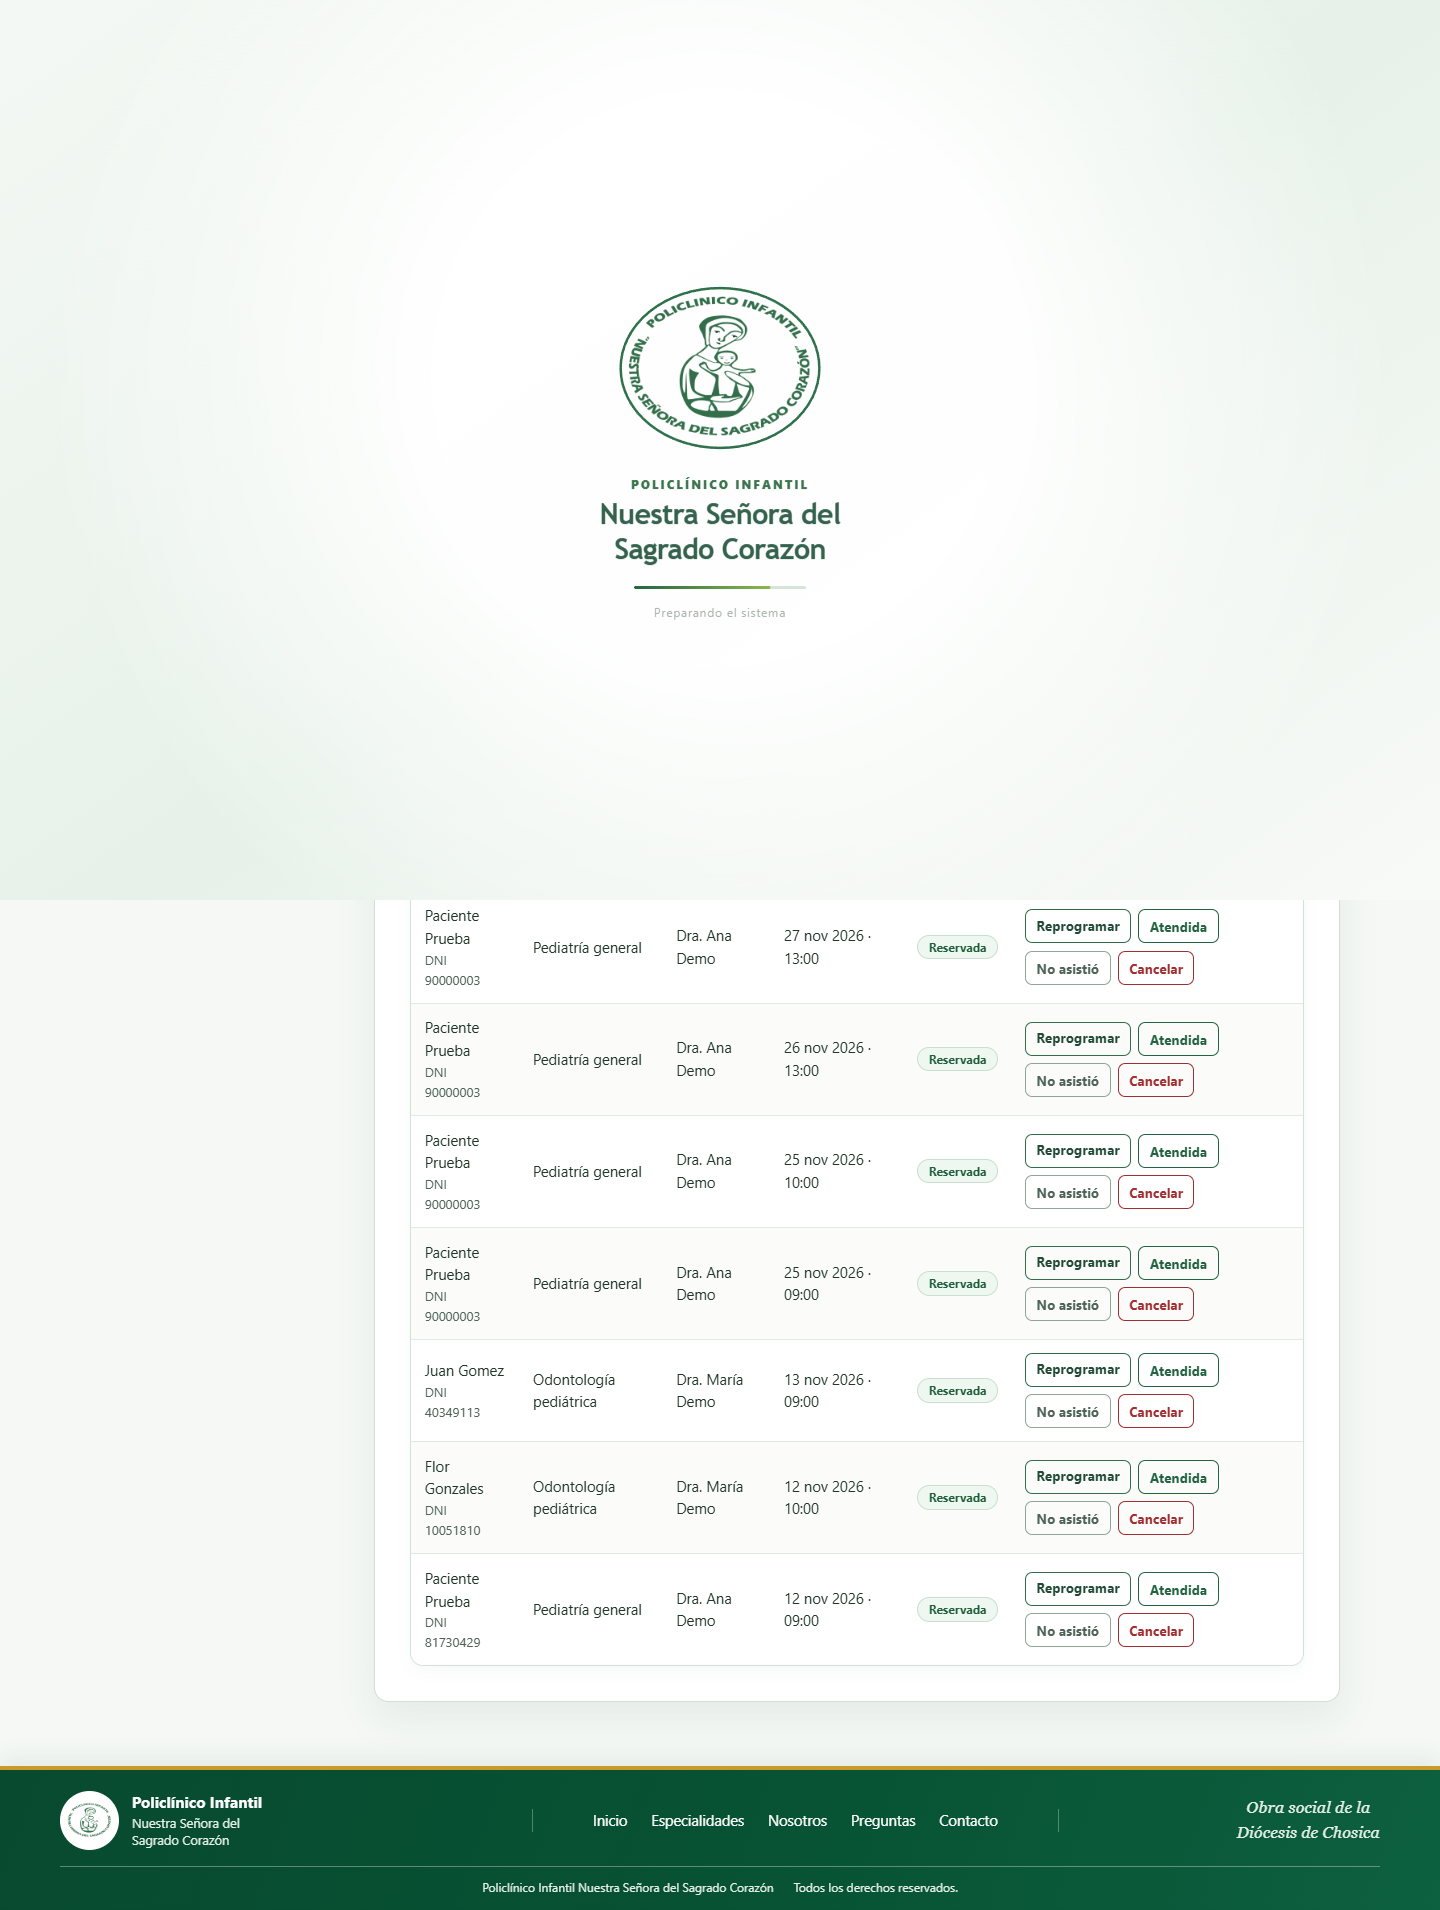 POLICLINICO INFANTIL
"NUESTRA SEÑORA DEL SAGRADO CORAZÓN"
POLICLÍNICO INFANTIL
Nuestra Señora del
Sagrado Corazón
Preparando el sistema
Paciente
Prueba
DNI
90000003
Pediatría general
Dra. Ana
Demo
27 nov 2026 ·
13:00
Reservada
Reprogramar Atendida
No asistió Cancelar
Paciente
Prueba
DNI
90000003
Pediatría general
Dra. Ana
Demo
26 nov 2026 ·
13:00
Reservada
Reprogramar Atendida
No asistió Cancelar
Paciente
Prueba
DNI
90000003
Pediatría general
Dra. Ana
Demo
25 nov 2026 ·
10:00
Reservada
Reprogramar Atendida
No asistió Cancelar
Paciente
Prueba
DNI
90000003
Pediatría general
Dra. Ana
Demo
25 nov 2026 ·
09:00
Reservada
Reprogramar Atendida
No asistió Cancelar
Juan Gomez
DNI
40349113
Odontología
pediátrica
Dra. María
Demo
13 nov 2026 ·
09:00
Reservada
Reprogramar Atendida
No asistió Cancelar
Flor
Gonzales
DNI
10051810
Odontología
pediátrica
Dra. María
Demo
12 nov 2026 ·
10:00
Reservada
Reprogramar Atendida
No asistió Cancelar
Paciente
Prueba
DNI
81730429
Pediatría general
Dra. Ana
Demo
12 nov 2026 ·
09:00
Reservada
Reprogramar Atendida
No asistió Cancelar
Policlínico Infantil
Nuestra Señora del
Sagrado Corazón
Inicio Especialidades Nosotros Preguntas Contacto
Obra social de la
Diócesis de Chosica
Policlínico Infantil Nuestra Señora del Sagrado Corazón Todos los derechos reservados.